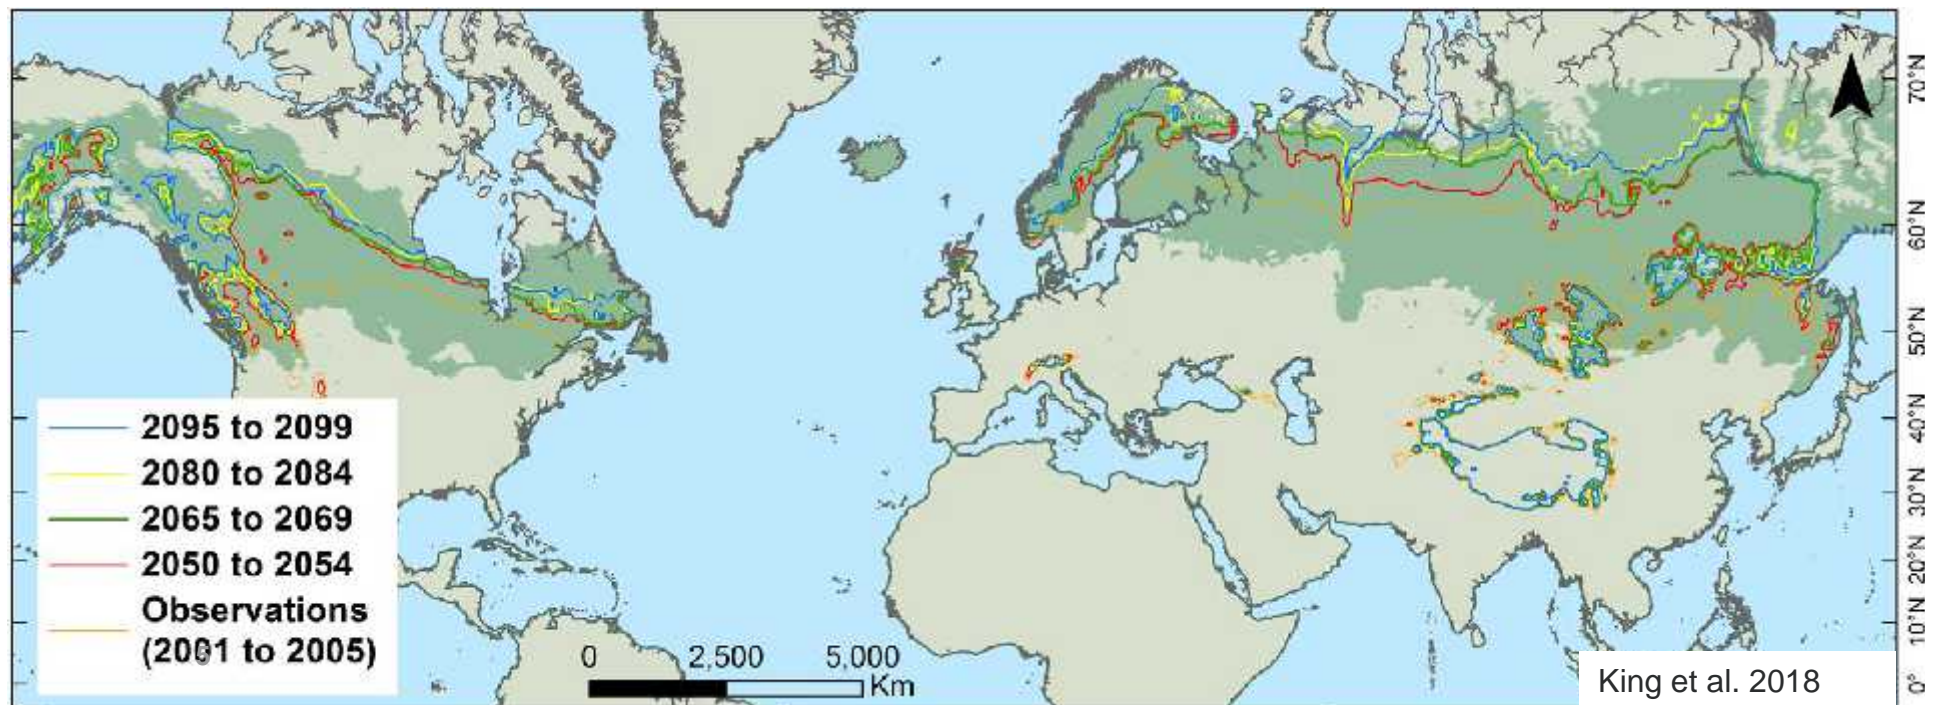 2095 to 2099
2080 to 2084
2065 to 2069
2050 to 2054
Observations
(2001 to 2005)
0 2,500 5,000
Km
70°N
60°N
50°N
40°N
30°N
20°N
10°N
0°
King et al. 2018